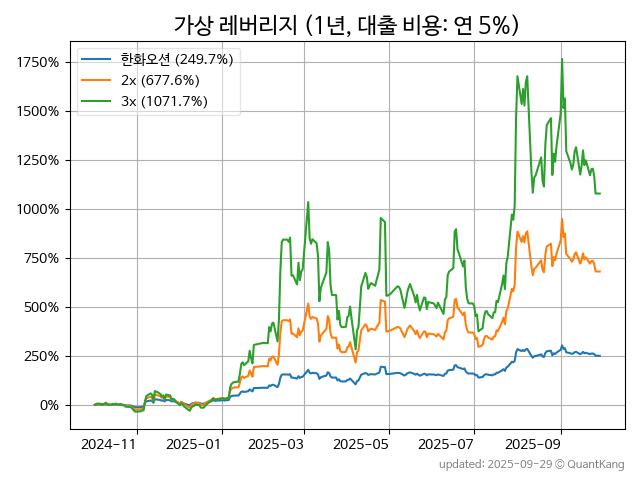 가상 레버리지 (1년, 대출 비용: 연 5%)
한화오션 (249.7%)
2x (677.6%)
3x (1071.7%)
1750%
1500%
1250%
1000%
750%
500%
250%
0%
2024-11
2025-01
2025-03
2025-05
2025-07
2025-09
updated: 2025-09-29 © QuantKang